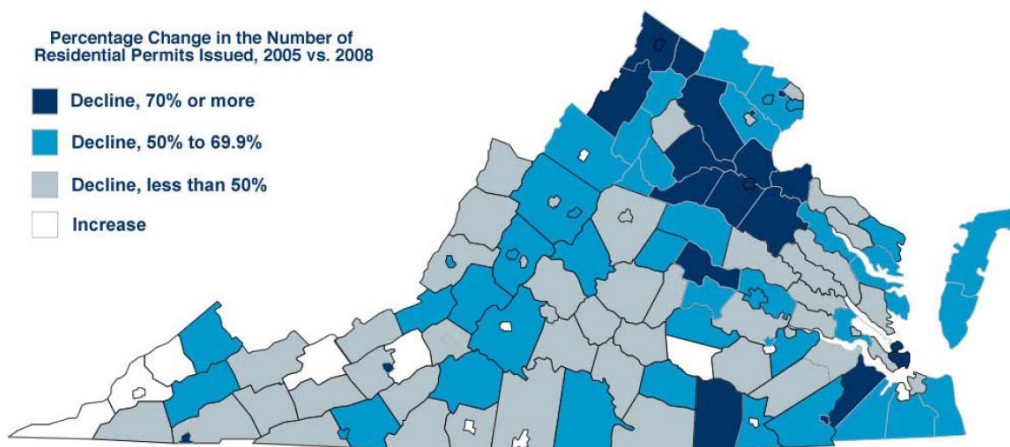 Percentage Change in the Number of
Residential Permits Issued, 2005 vs. 2008
Decline, 70% or more
Decline, 50% to 69.9%
Decline, less than 50%
Increase